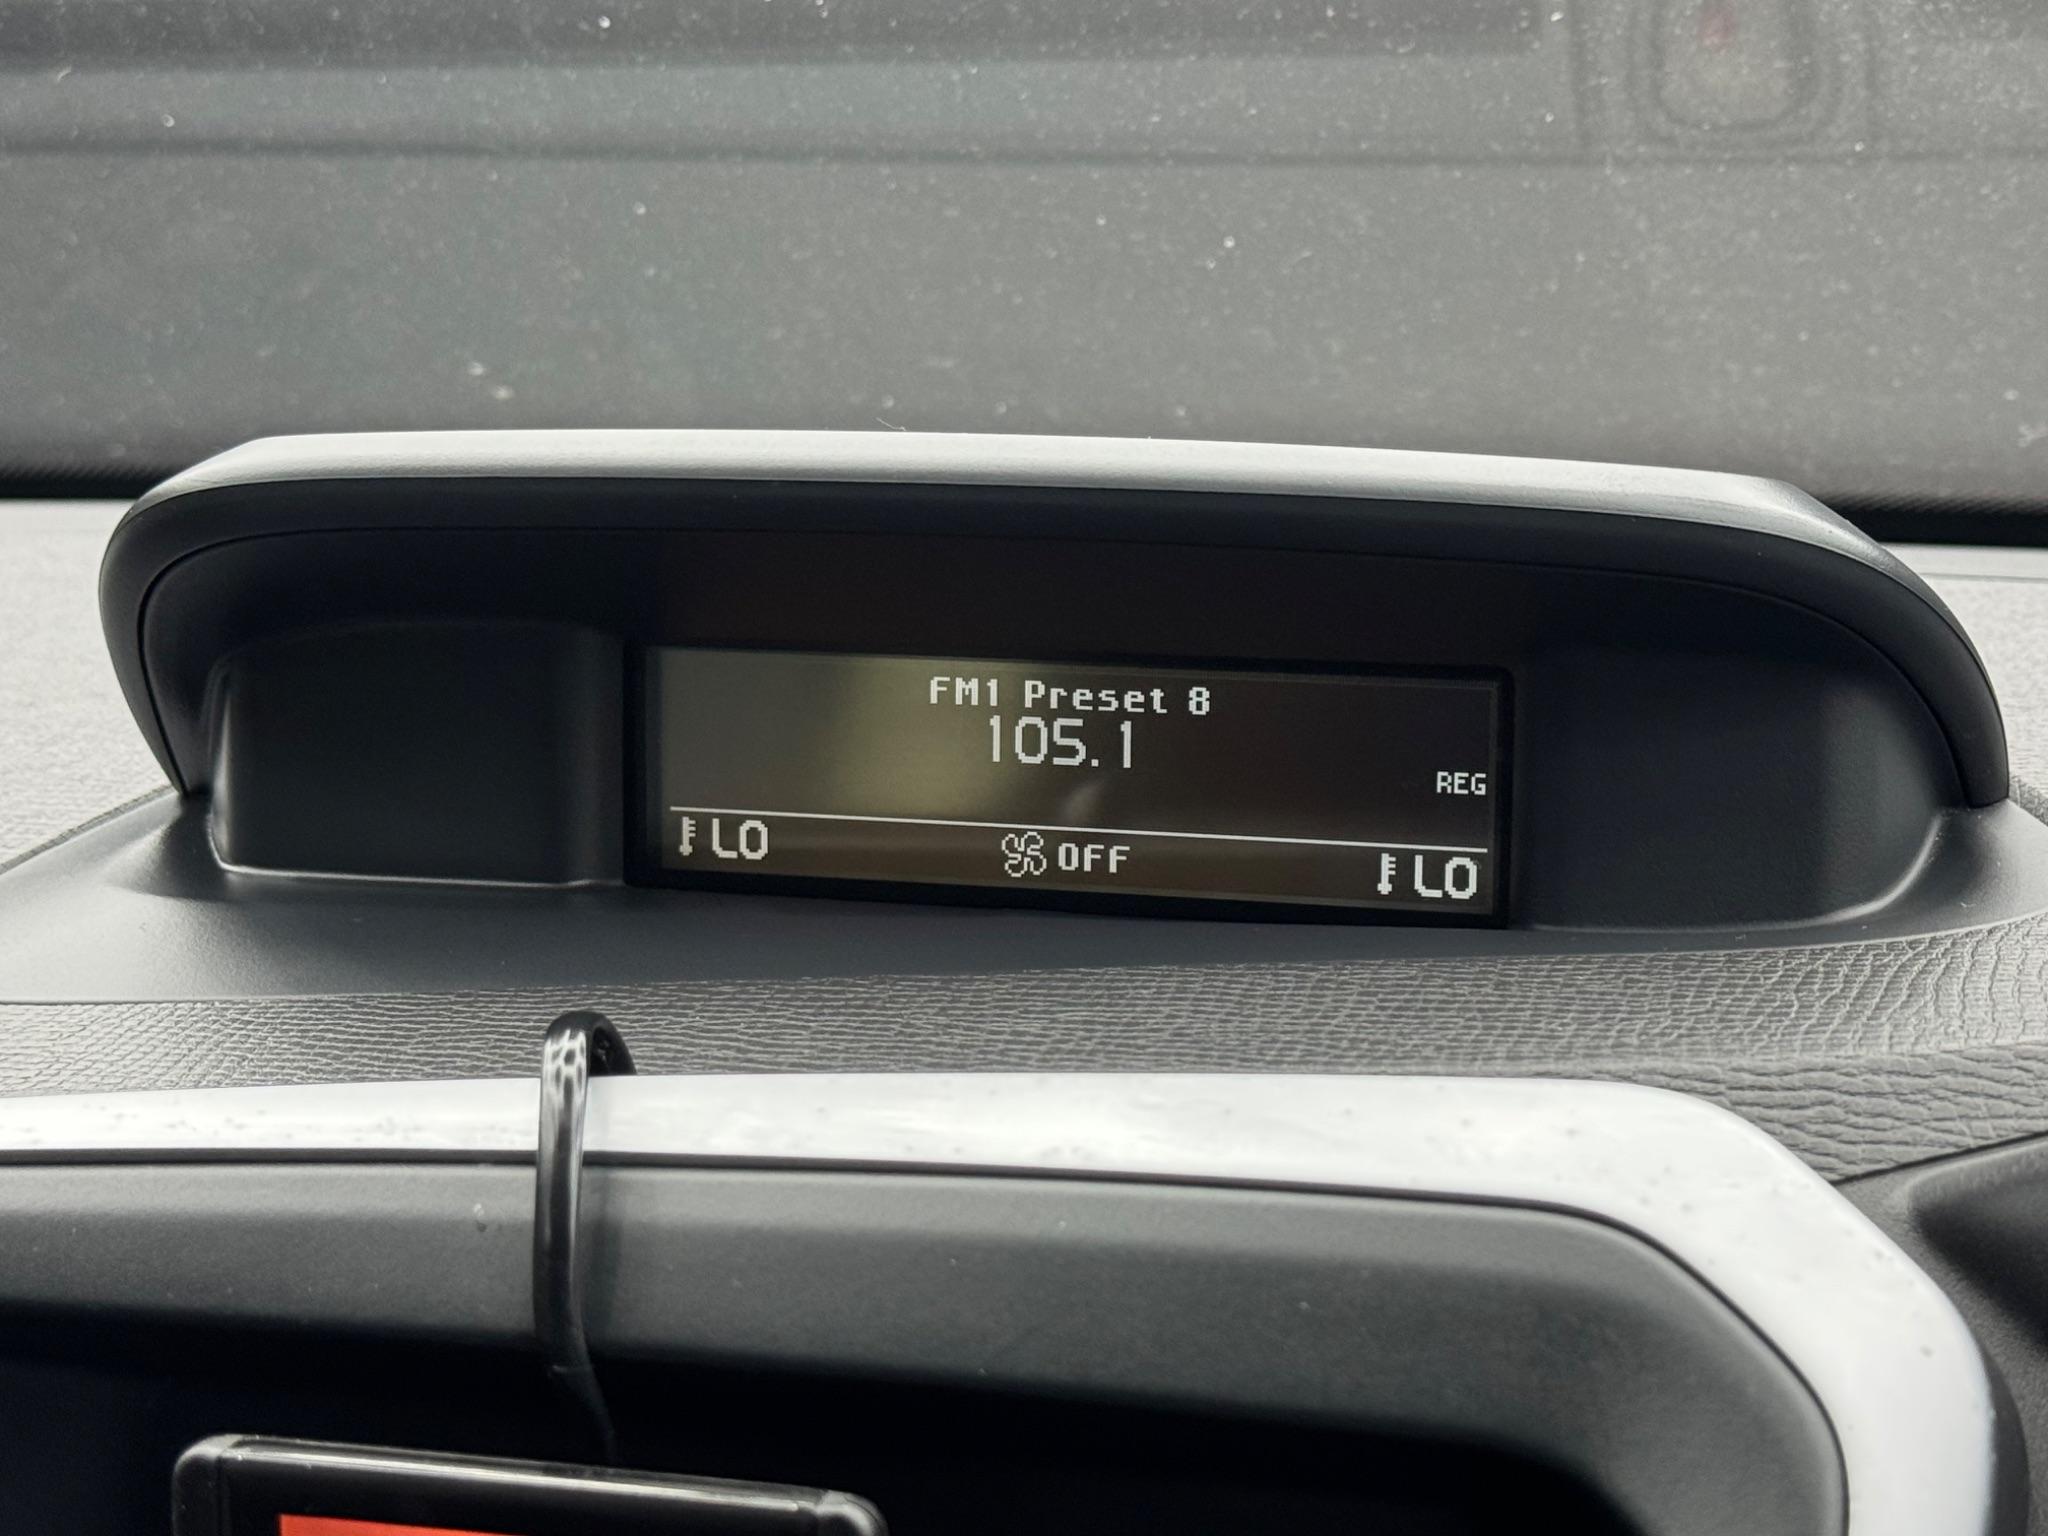 FM1 Preset 8
105.1
REG
LO OFF LO